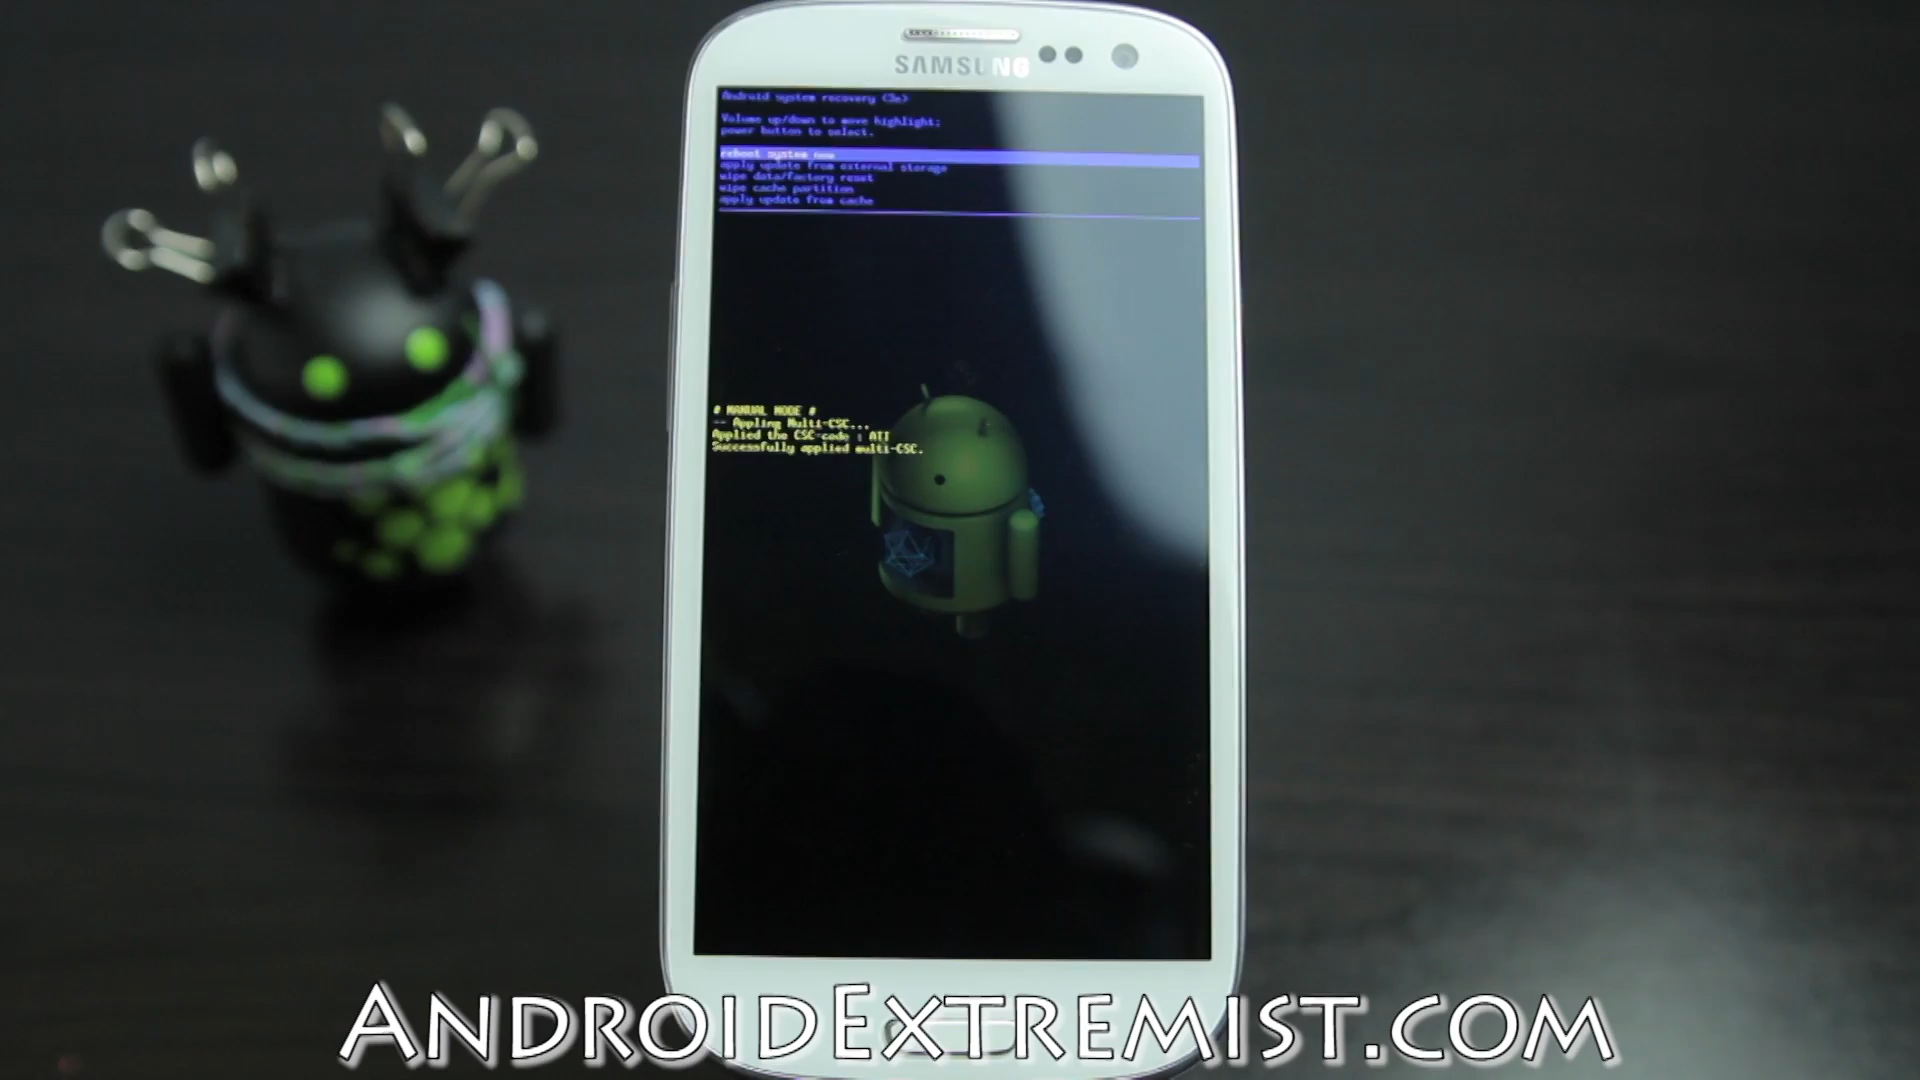 SAMSUNG
Android system recovery <3e>
Volume up/down to move highlight;
power button to select.
reboot system now
apply update from external storage
wipe data/factory reset
wipe cache partition
apply update from cache
# MANUAL MODE #
-- Appling Multi-CSC...
Applied the CSC-code : ATT
Successfully applied multi-CSC.
ANDROIDEXTREMIST.COM